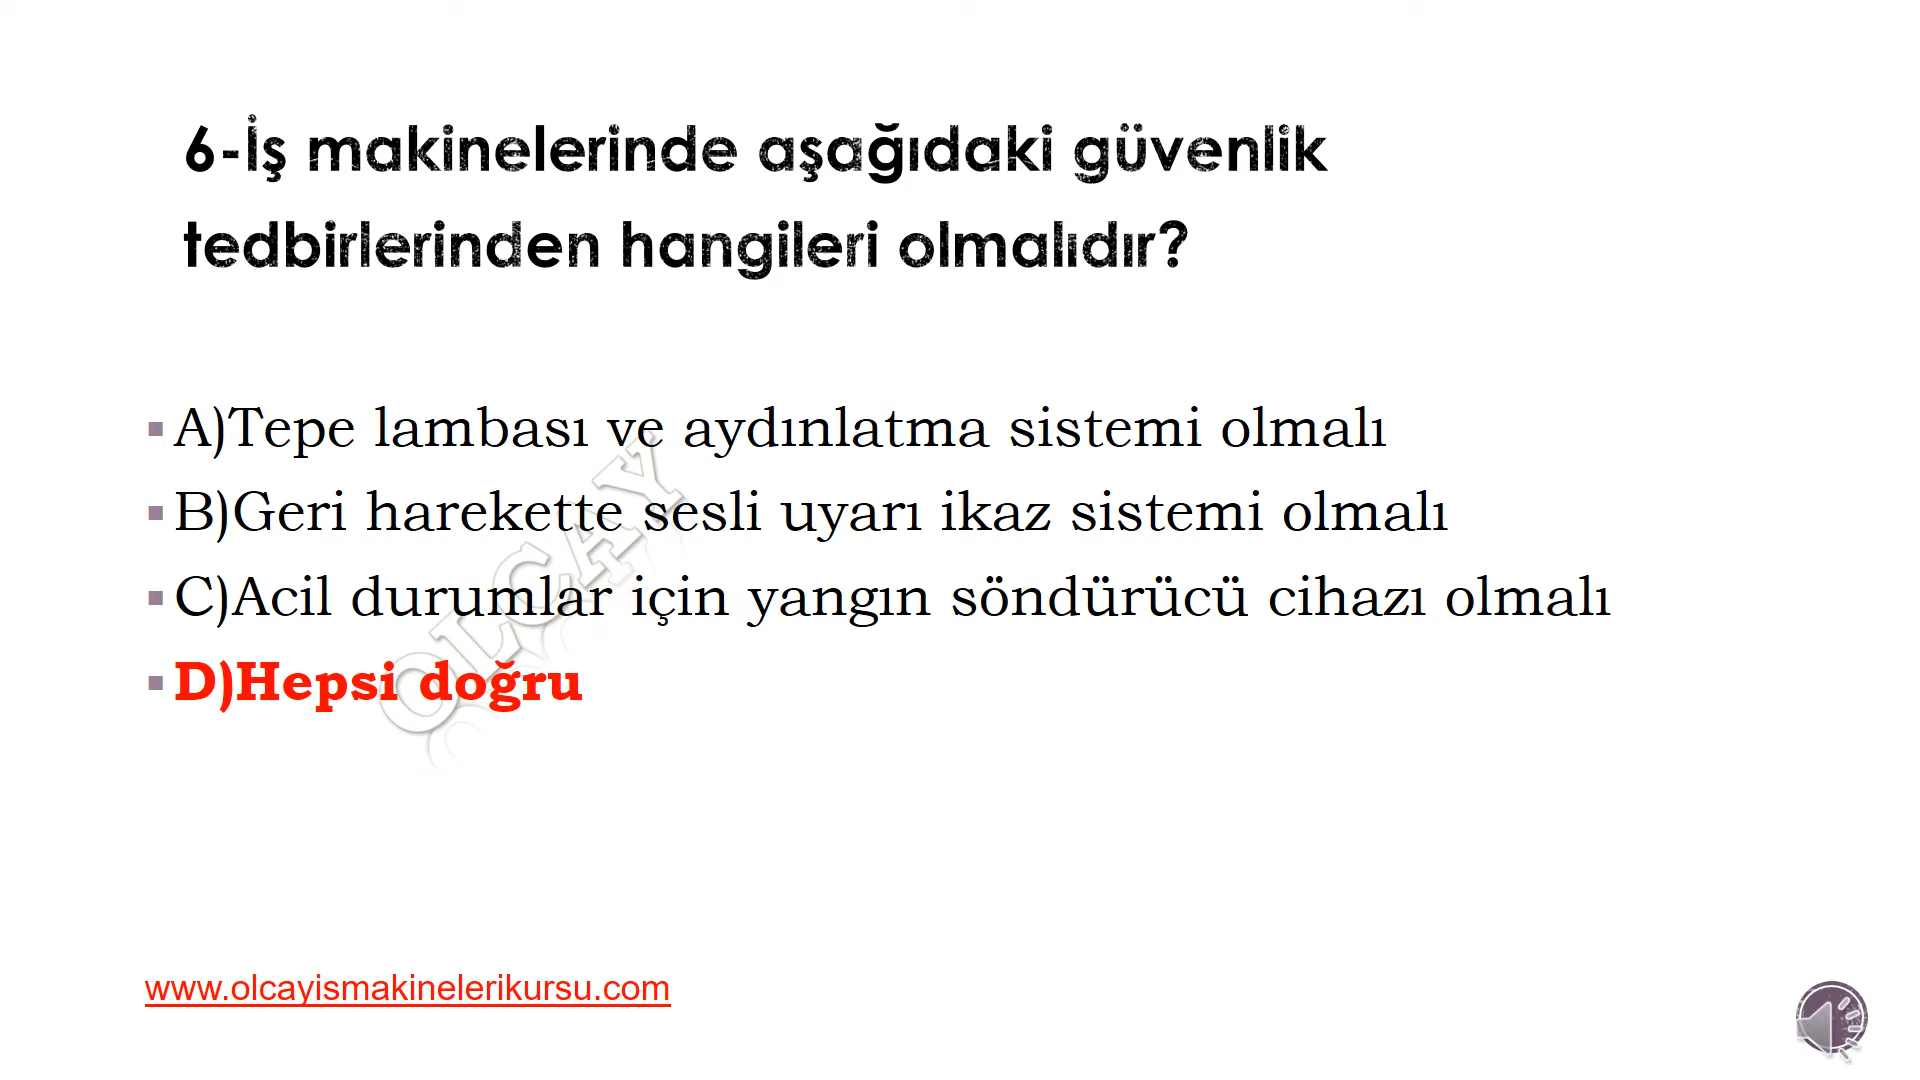 6-İş makinelerinde aşağıdaki güvenlik
tedbirlerinden hangileri olmalıdır?
A)Tepe lambası ve aydınlatma sistemi olmalı
B)Geri harekette sesli uyarı ikaz sistemi olmalı
C)Acil durumlar için yangın söndürücü cihazı olmalı
D)Hepsi doğru
OLCAY
www.olcayismakinelerikursu.com